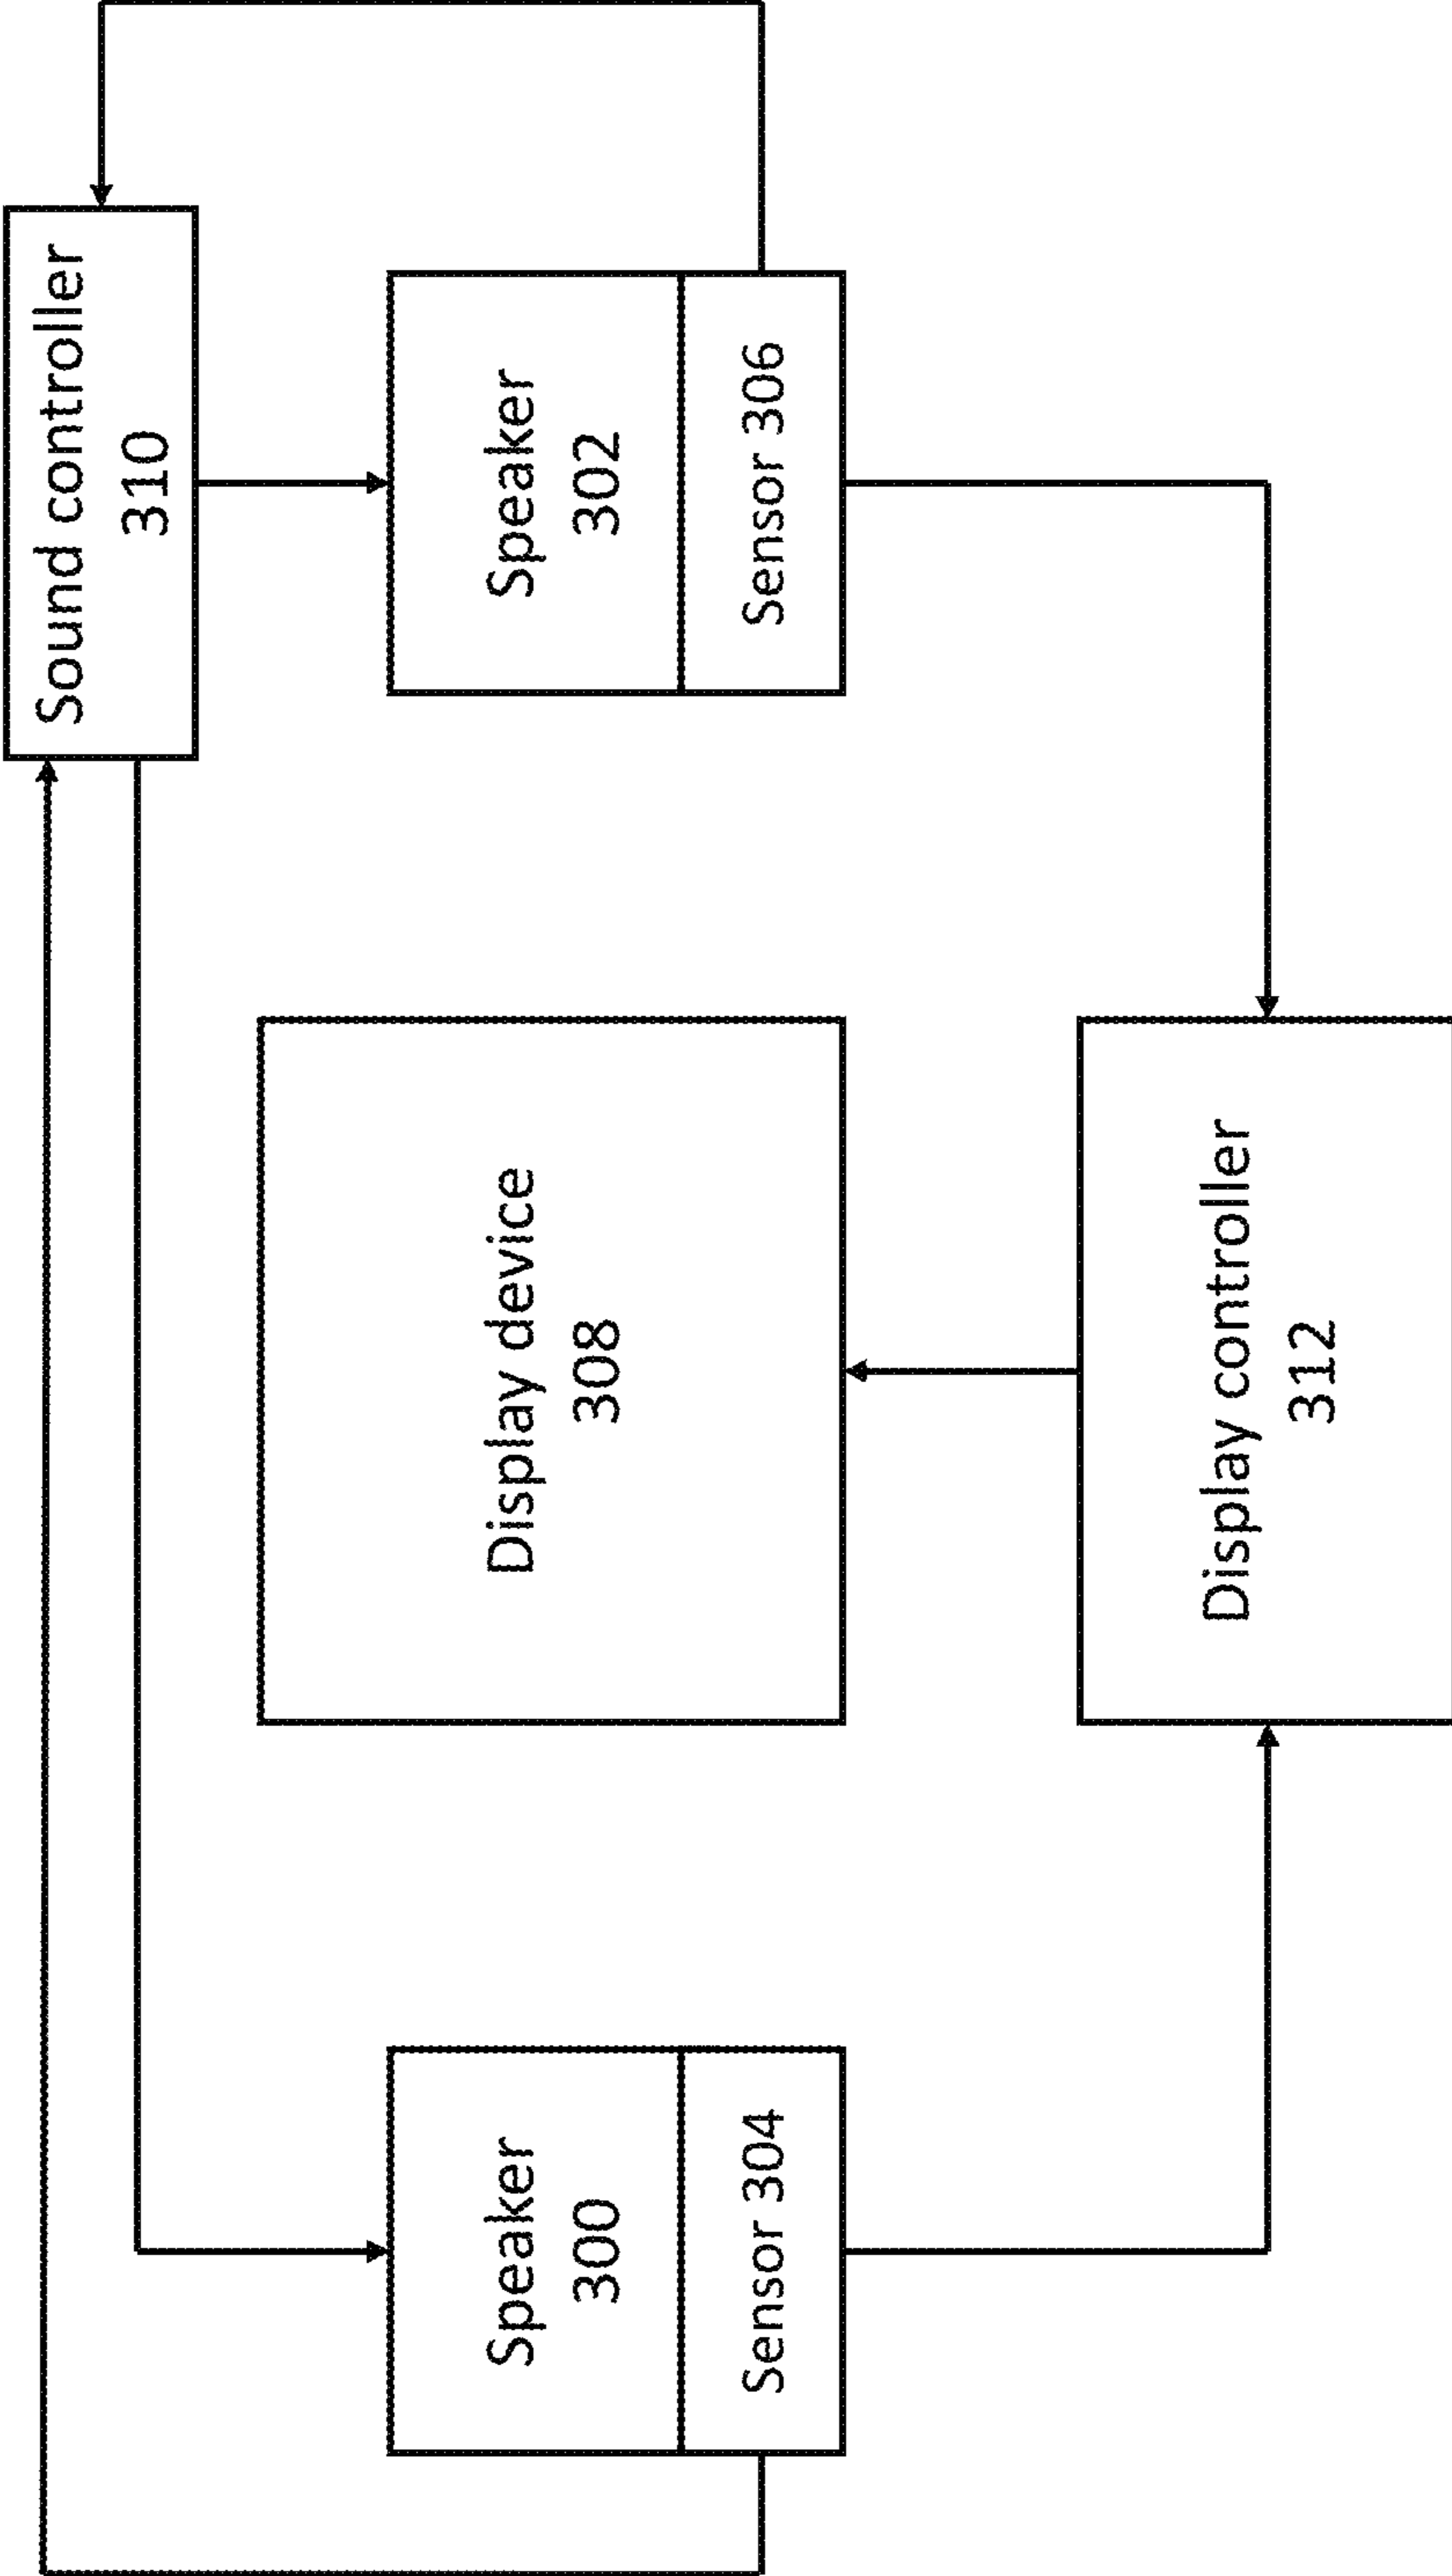 Sound controller
310
Speaker
300
Sensor 304
Display device
308
Speaker
302
Sensor 306
Display controller
312